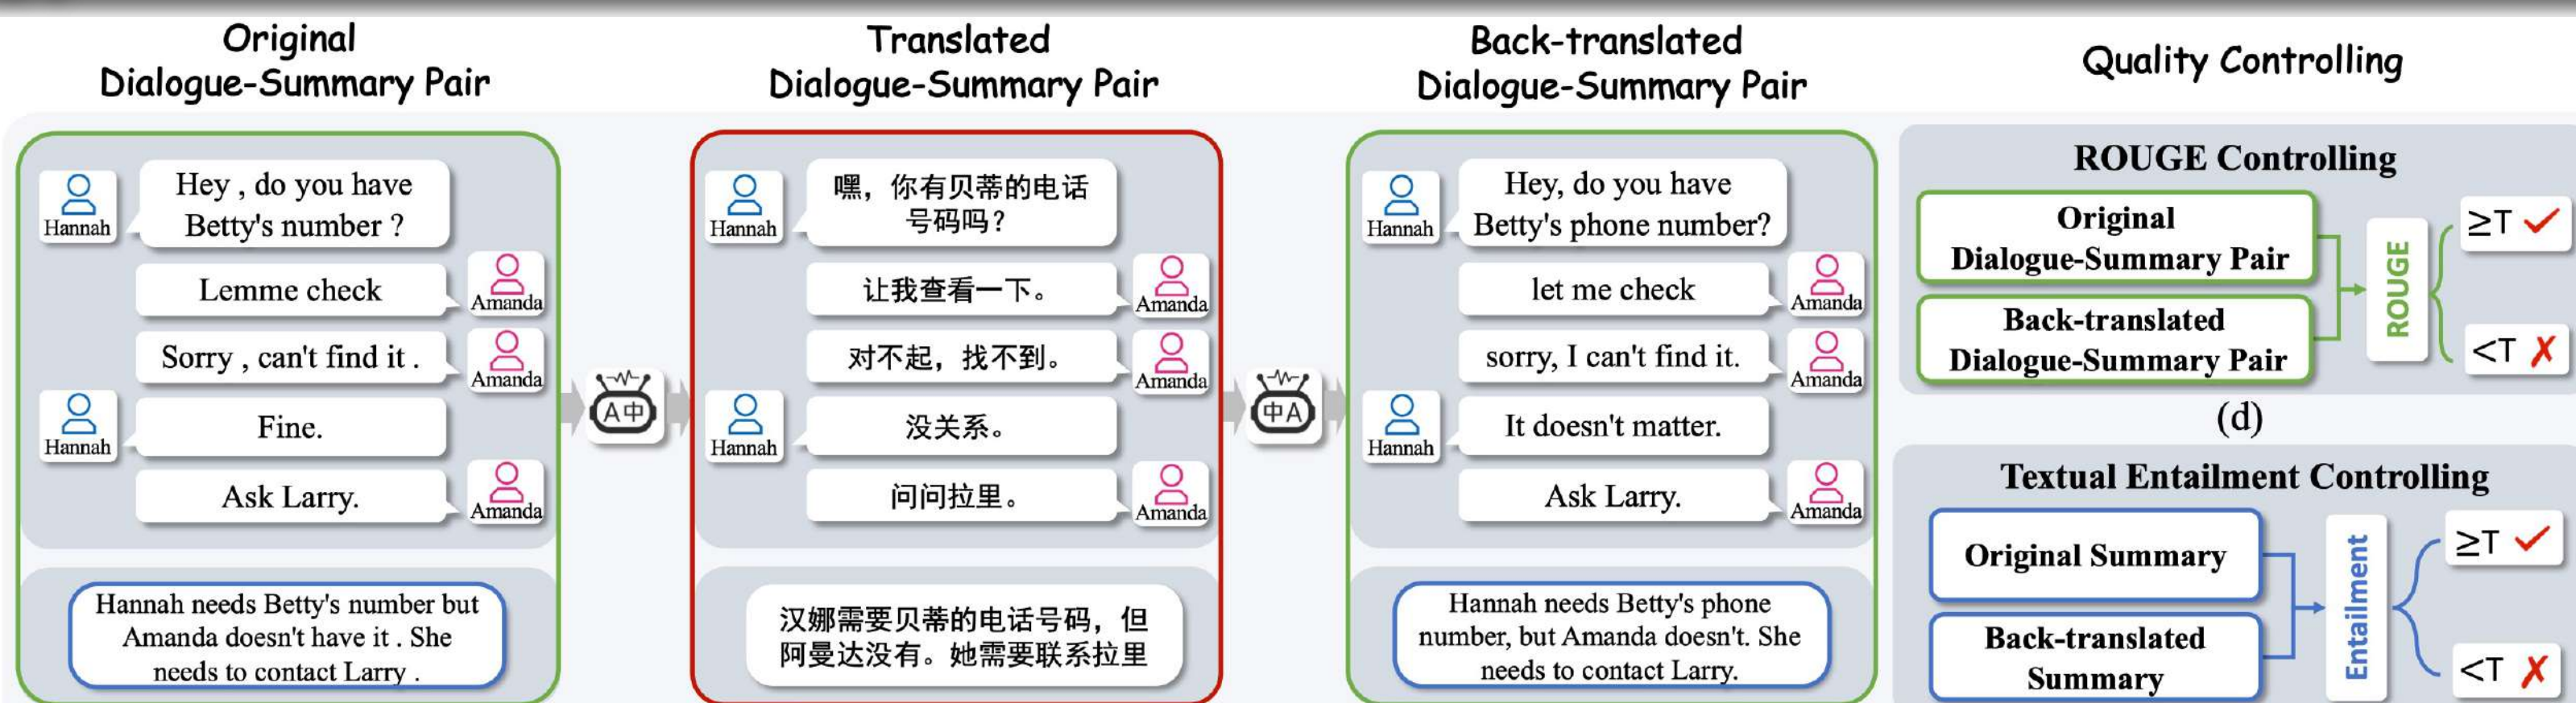 Original
Dialogue-Summary Pair
Hannah
Hey , do you have
Betty's number ?
Lemme check
Amanda
Sorry , can't find it .
Amanda
Hannah
Fine.
Ask Larry.
Amanda
Hannah needs Betty's number but
Amanda doesn't have it . She
needs to contact Larry .
A中
Translated
Dialogue-Summary Pair
Hannah
嘿，你有贝蒂的电话
号码吗？
让我查看一下。
Amanda
对不起，找不到。
Amanda
Hannah
没关系。
问问拉里。
Amanda
汉娜需要贝蒂的电话号码，但
阿曼达没有。她需要联系拉里
中A
Back-translated
Dialogue-Summary Pair
Hannah
Hey, do you have
Betty's phone number?
let me check
Amanda
sorry, I can't find it.
Amanda
Hannah
It doesn't matter.
Ask Larry.
Amanda
Hannah needs Betty's phone
number, but Amanda doesn't. She
needs to contact Larry.
Quality Controlling
ROUGE Controlling
Original
Dialogue-Summary Pair
Back-translated
Dialogue-Summary Pair
ROUGE
≥T ✓
<T ✗
(d)
Textual Entailment Controlling
Original Summary
Back-translated
Summary
Entailment
≥T ✓
<T ✗